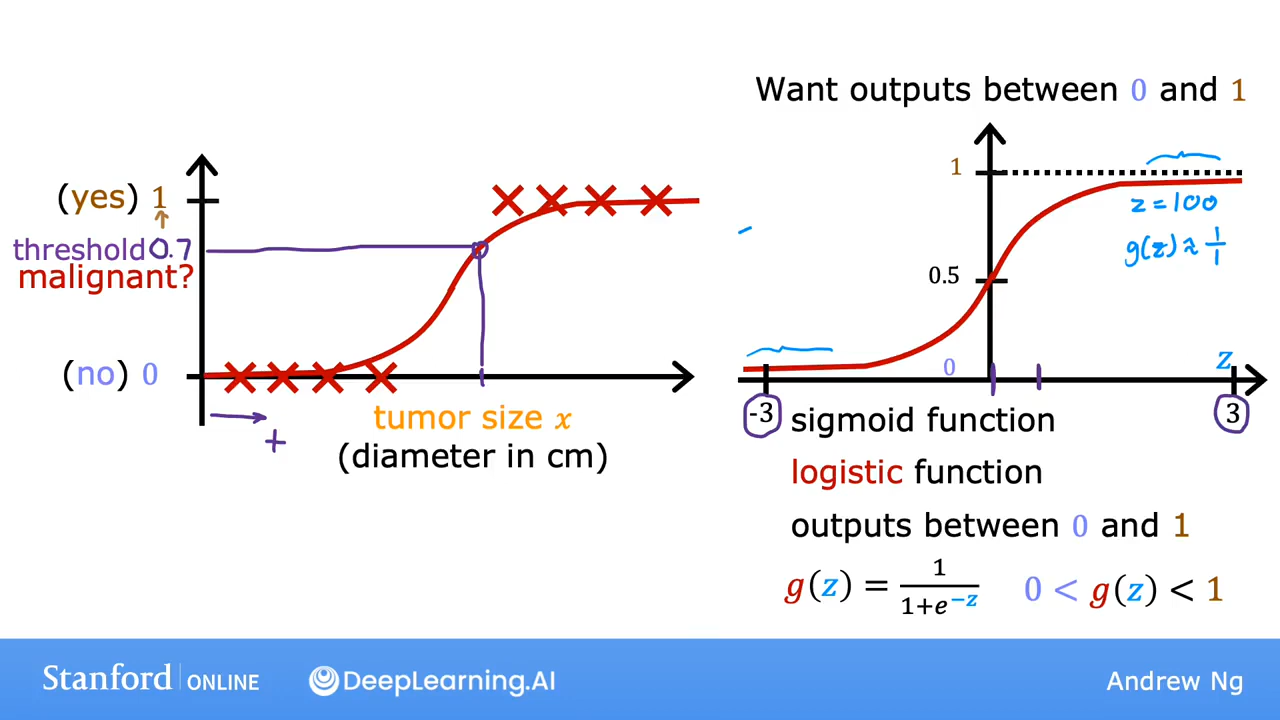 Want outputs between 0 and 1
(yes) 1
threshold 0.7
malignant?
(no) 0
+
tumor size x
(diameter in cm)
1
z = 100
g(z) ≈ 1/1
0.5
0
z
-3
3
sigmoid function
logistic function
outputs between 0 and 1
g(z) = 1/(1+e^-z) 0 < g(z) < 1
Stanford | ONLINE
DeepLearning.AI
Andrew Ng